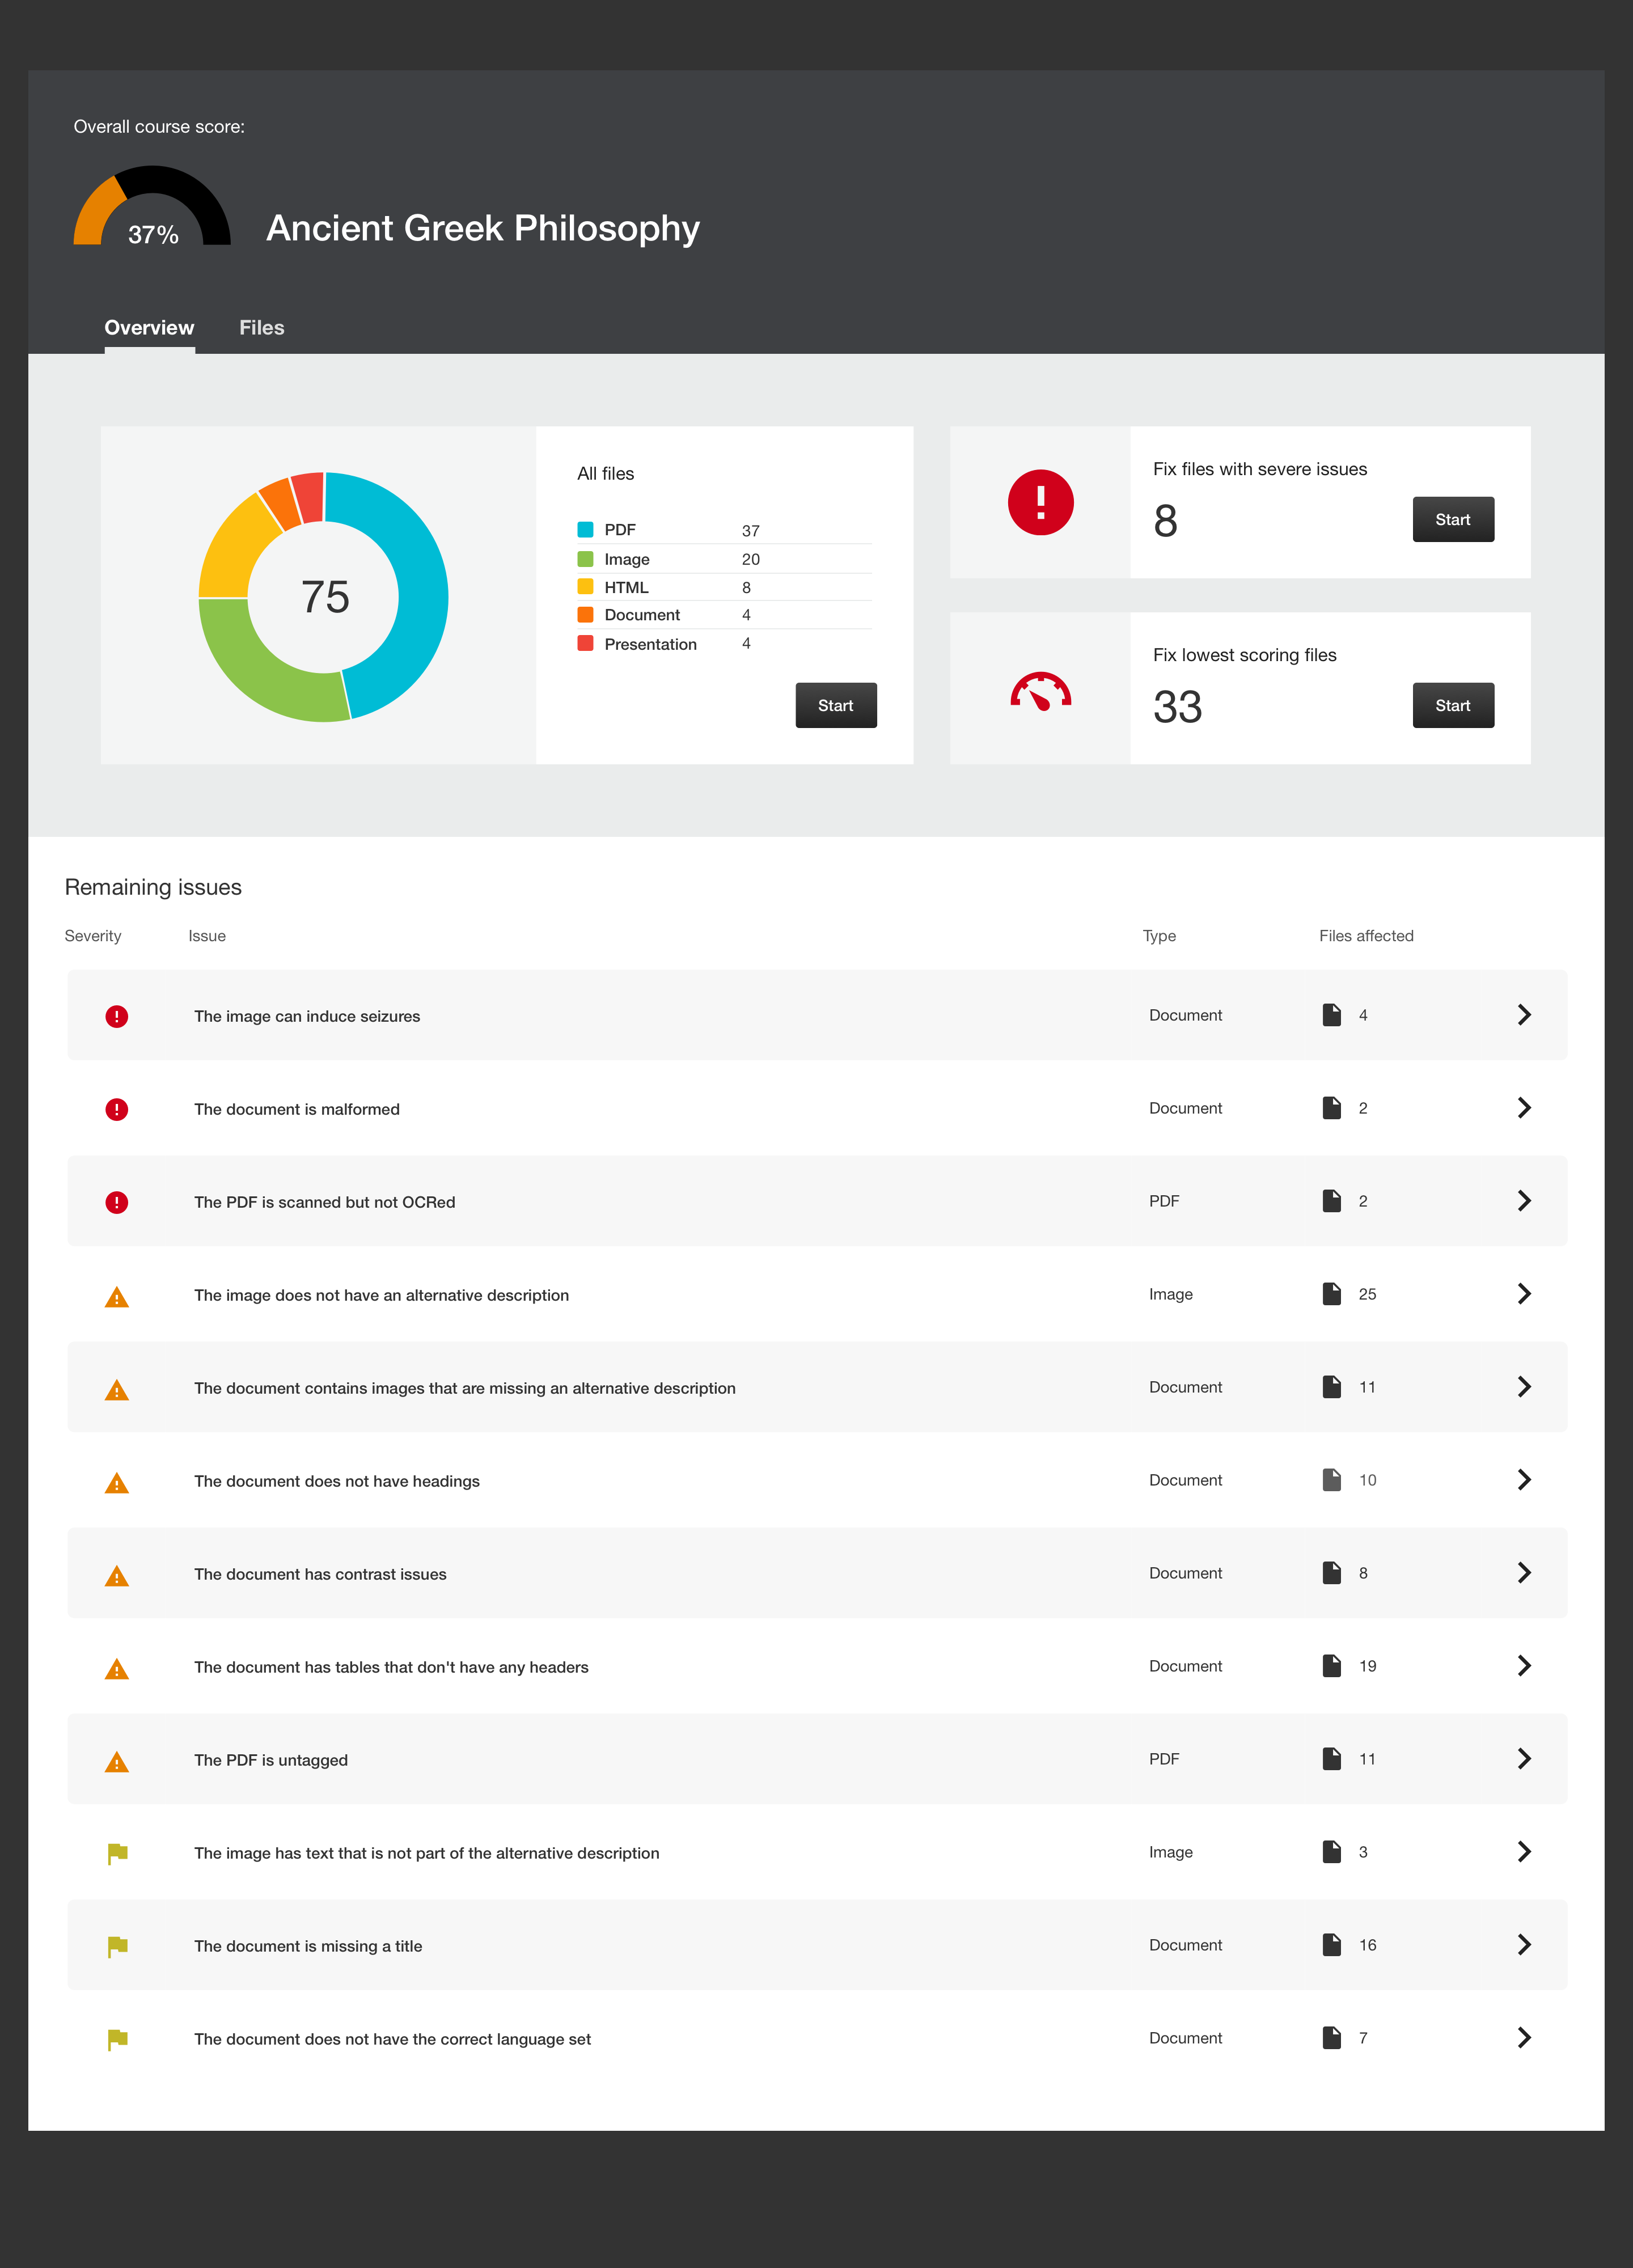 Overall course score:
37%
Ancient Greek Philosophy
Overview Files
75
All files
PDF 37
Image 20
HTML 8
Document 4
Presentation 4
Start
Fix files with severe issues
8
Start
Fix lowest scoring files
33
Start
Remaining issues
Severity Issue Type Files affected
The image can induce seizures Document 4
The document is malformed Document 2
The PDF is scanned but not OCRed PDF 2
The image does not have an alternative description Image 25
The document contains images that are missing an alternative description Document 11
The document does not have headings Document 10
The document has contrast issues Document 8
The document has tables that don't have any headers Document 19
The PDF is untagged PDF 11
The image has text that is not part of the alternative description Image 3
The document is missing a title Document 16
The document does not have the correct language set Document 7